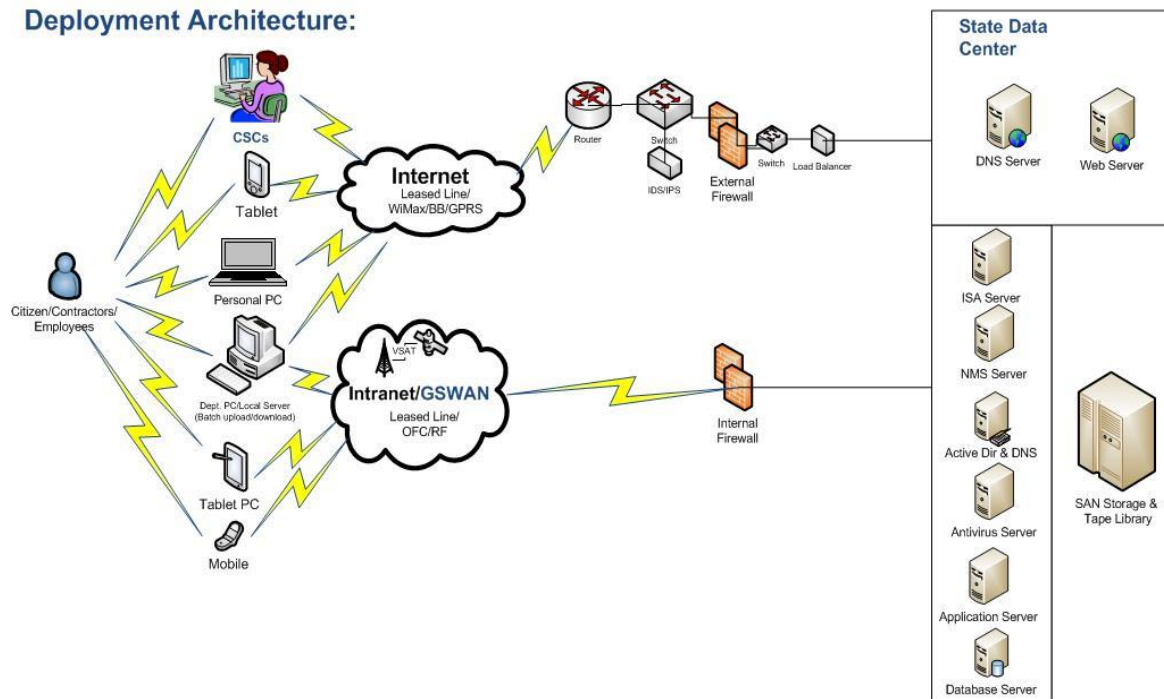 Deployment Architecture:
CSCs
Tablet
Personal PC
Citizen/Contractors/
Employees
Dept. PC/Local Server
(Batch upload/download)
Tablet PC
Mobile
Internet
Leased Line/
WiMax/BB/GPRS
VSAT
Intranet/GSWAN
Leased Line/
OFC/RF
Router
Switch
IDS/IPS
External
Firewall
Switch
Load Balancer
Internal
Firewall
State Data
Center
DNS Server
Web Server
ISA Server
NMS Server
Active Dir & DNS
Antivirus Server
Application Server
Database Server
SAN Storage &
Tape Library